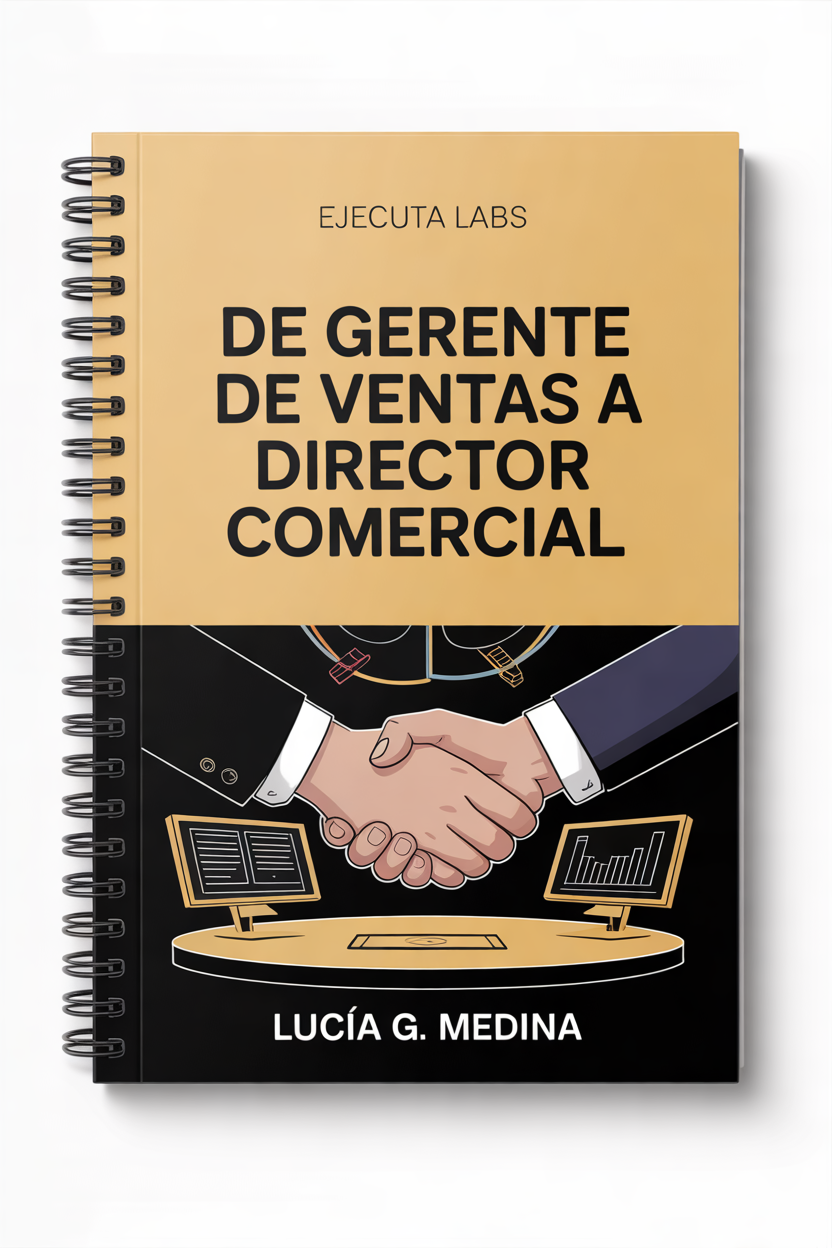 EJECUTA LABS
DE GERENTE
DE VENTAS A
DIRECTOR
COMERCIAL
LUCÍA G. MEDINA